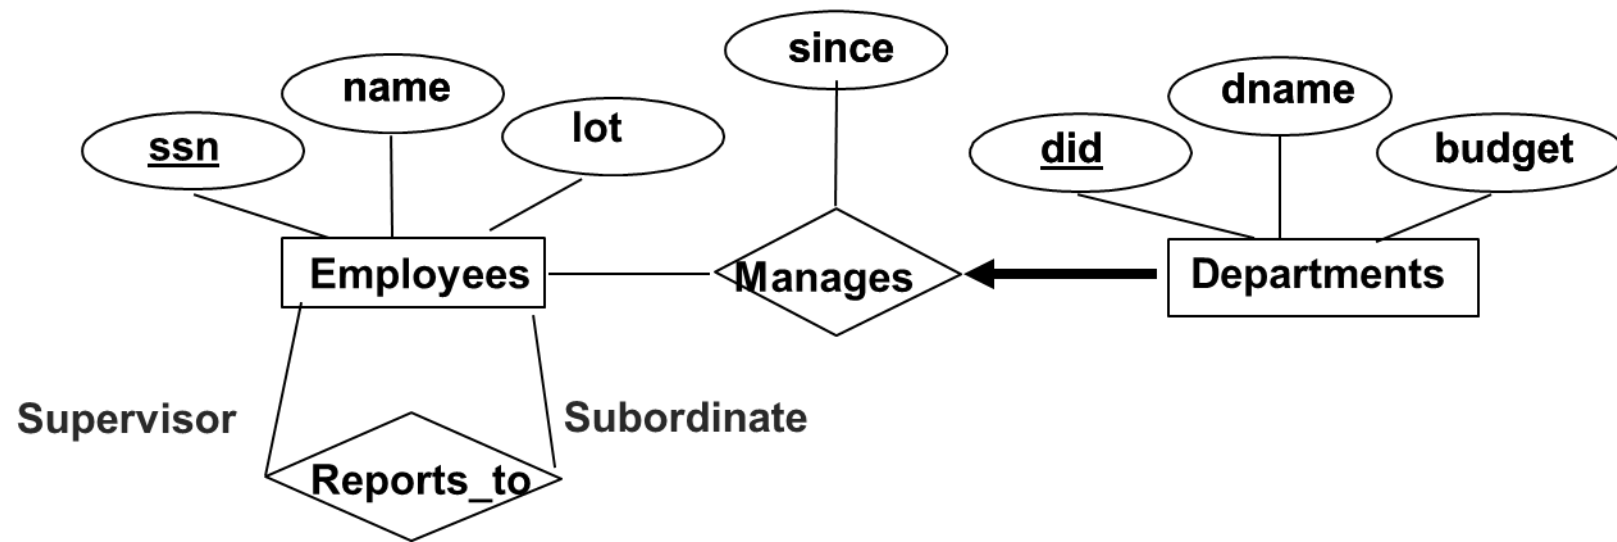 since
name
dname
lot
ssn
did
budget
Employees
Manages
Departments
Supervisor
Subordinate
Reports_to